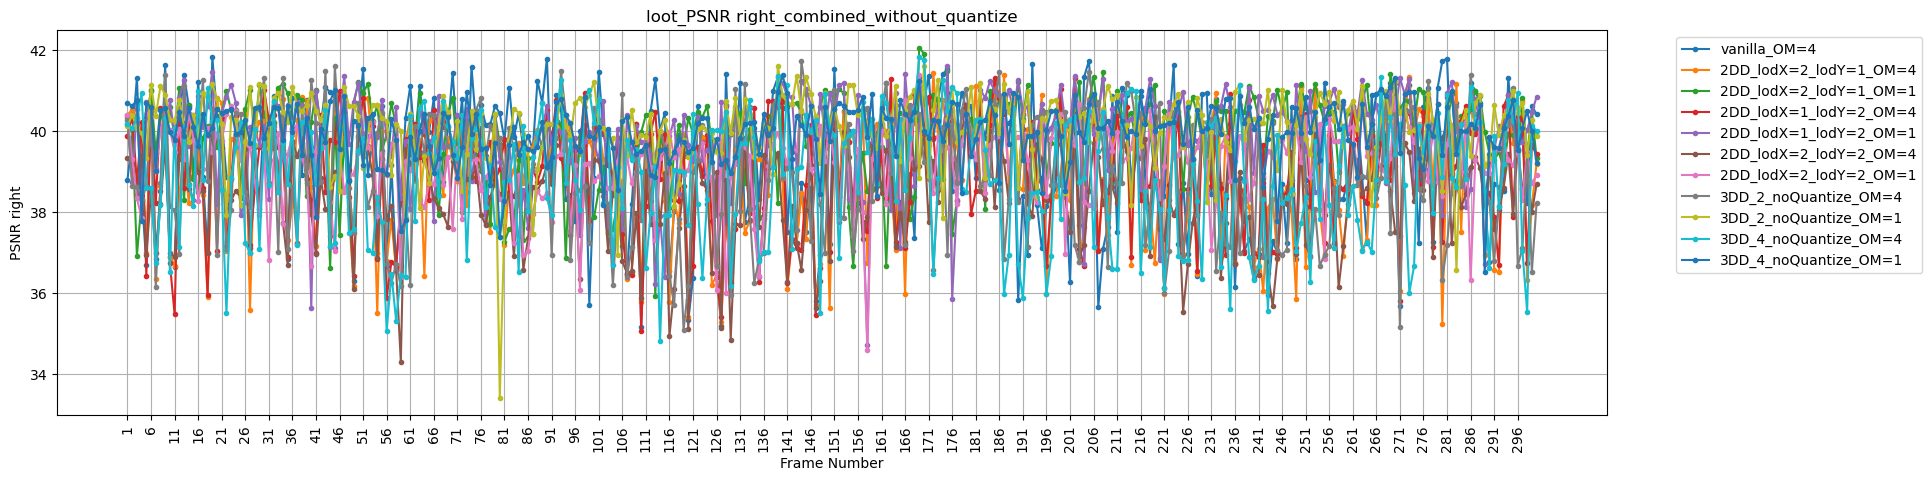 loot_PSNR right_combined_without_quantize
PSNR right
42
40
38
36
34
1 6 11 16 21 26 31 36 41 46 51 56 61 66 71 76 81 86 91 96 101 106 111 116 121 126 131 136 141 146 151 156 161 166 171 176 181 186 191 196 201 206 211 216 221 226 231 236 241 246 251 256 261 266 271 276 281 286 291 296
Frame Number
vanilla_OM=4
2DD_lodX=2_lodY=1_OM=4
2DD_lodX=2_lodY=1_OM=1
2DD_lodX=1_lodY=2_OM=4
2DD_lodX=1_lodY=2_OM=1
2DD_lodX=2_lodY=2_OM=4
2DD_lodX=2_lodY=2_OM=1
3DD_2_noQuantize_OM=4
3DD_2_noQuantize_OM=1
3DD_4_noQuantize_OM=4
3DD_4_noQuantize_OM=1